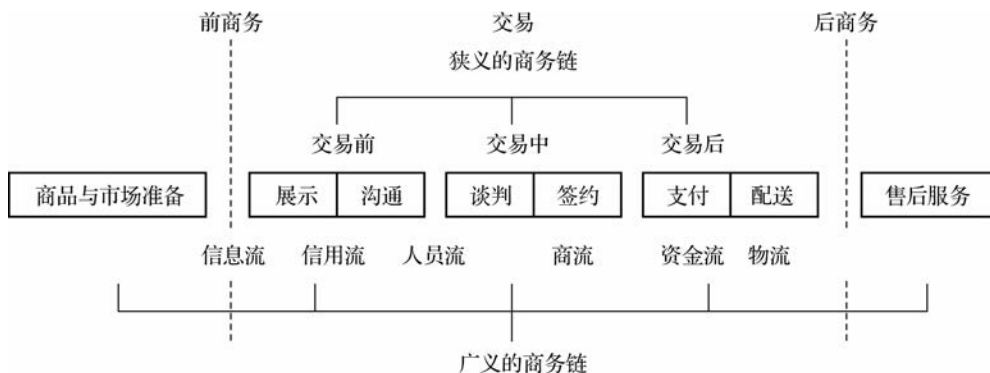 前商务 交易 后商务
狭义的商务链
交易前 交易中 交易后
商品与市场准备 展示 沟通 谈判 签约 支付 配送 售后服务
信息流 信用流 人员流 商流 资金流 物流
广义的商务链